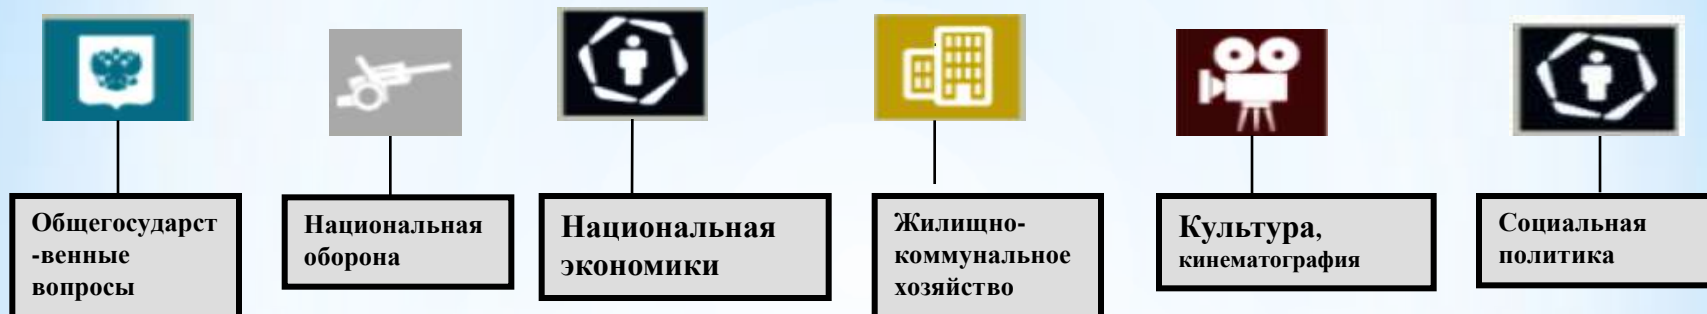 Общегосударст
-венные
вопросы
Национальная
оборона
Национальная
экономики
Жилищно-
коммунальное
хозяйство
Культура,
кинематография
Социальная
политика